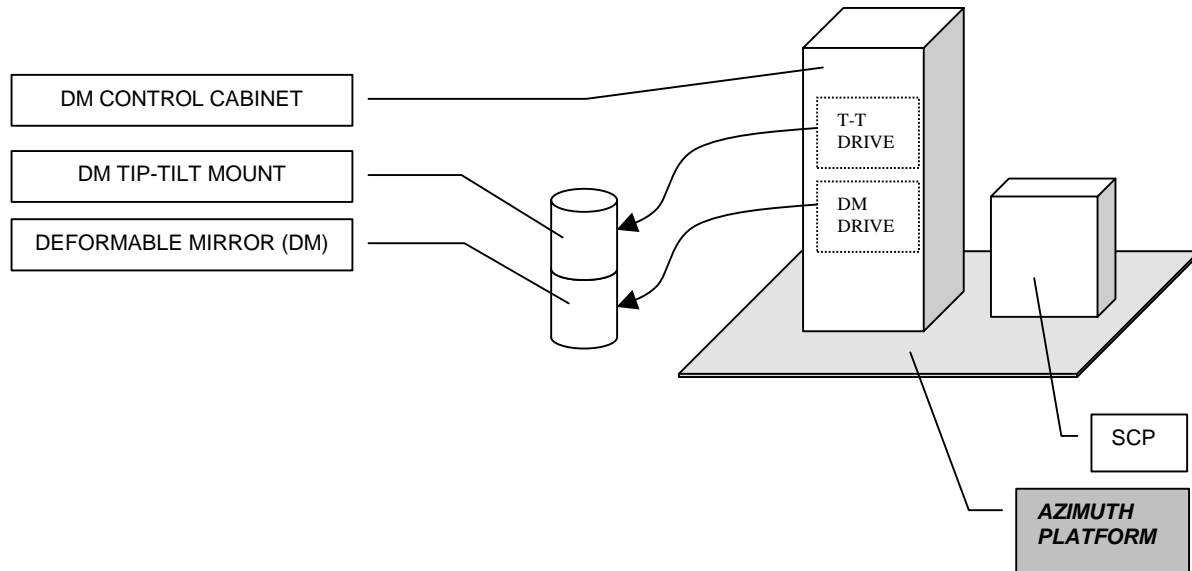 DM CONTROL CABINET
DM TIP-TILT MOUNT
DEFORMABLE MIRROR (DM)
T-T
DRIVE
DM
DRIVE
SCP
AZIMUTH
PLATFORM